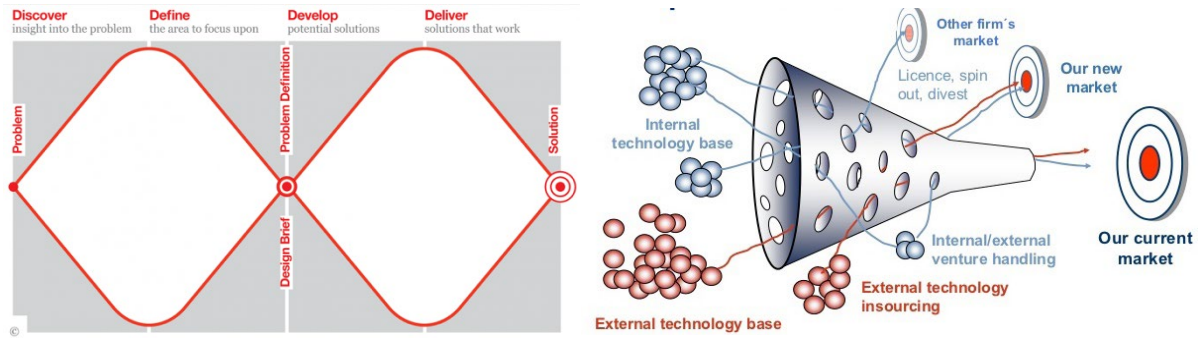 Discover
insight into the problem
Define
the area to focus upon
Develop
potential solutions
Deliver
solutions that work
Problem
Problem Definition
Design Brief
Solution
©
Other firm´s
market
Licence, spin
out, divest
Our new
market
Internal
technology base
Our current
market
Internal/external
venture handling
External technology
insourcing
External technology base